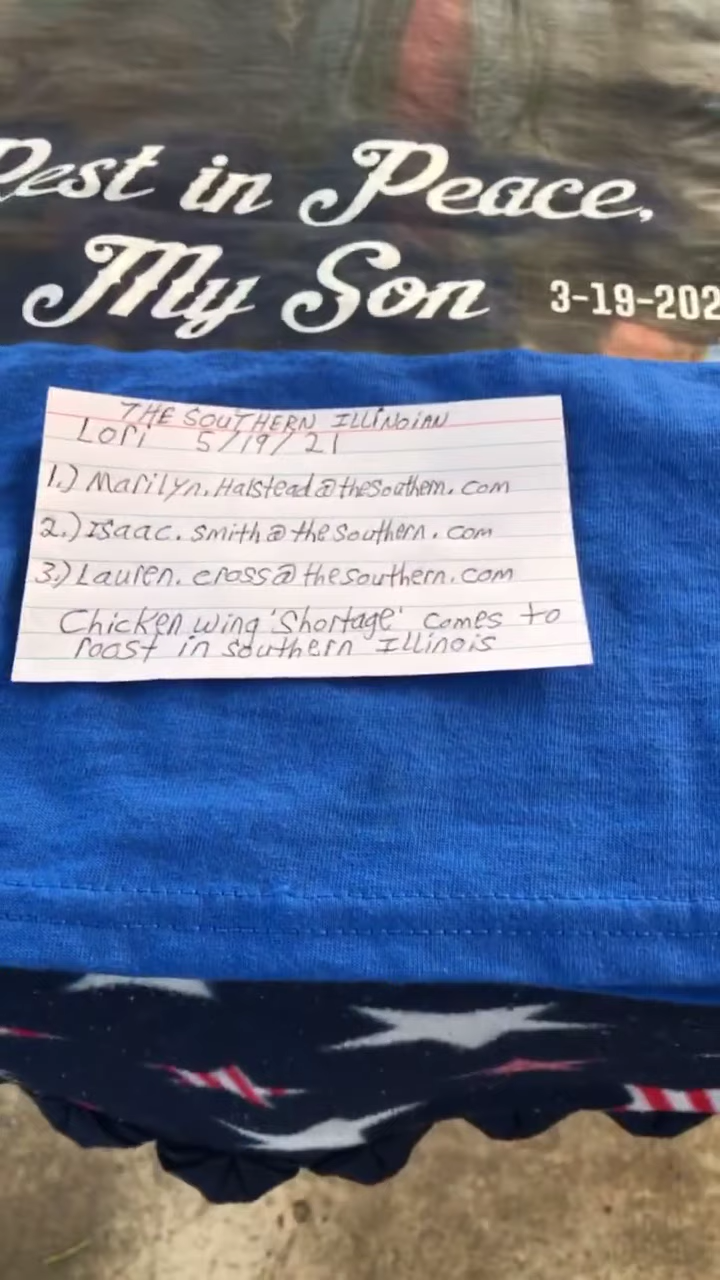 Rest in Peace,
My Son 3-19-202
THE SOUTHERN ILLINOIAN
Lori 5/19/21
1.) Marilyn.Halstead@thesouthern.com
2.) Isaac.smith@thesouthern.com
3.) Lauren.cross@thesouthern.com
Chicken wing 'Shortage' comes to
roast in southern Illinois